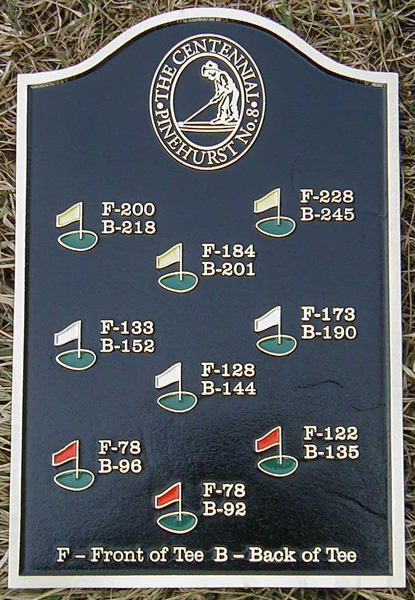 THE CENTENNIAL
PINEHURST No. 8
F-200
B-218
F-228
B-245
F-184
B-201
F-133
B-152
F-173
B-190
F-128
B-144
F-78
B-96
F-122
B-135
F-78
B-92
F – Front of Tee B – Back of Tee